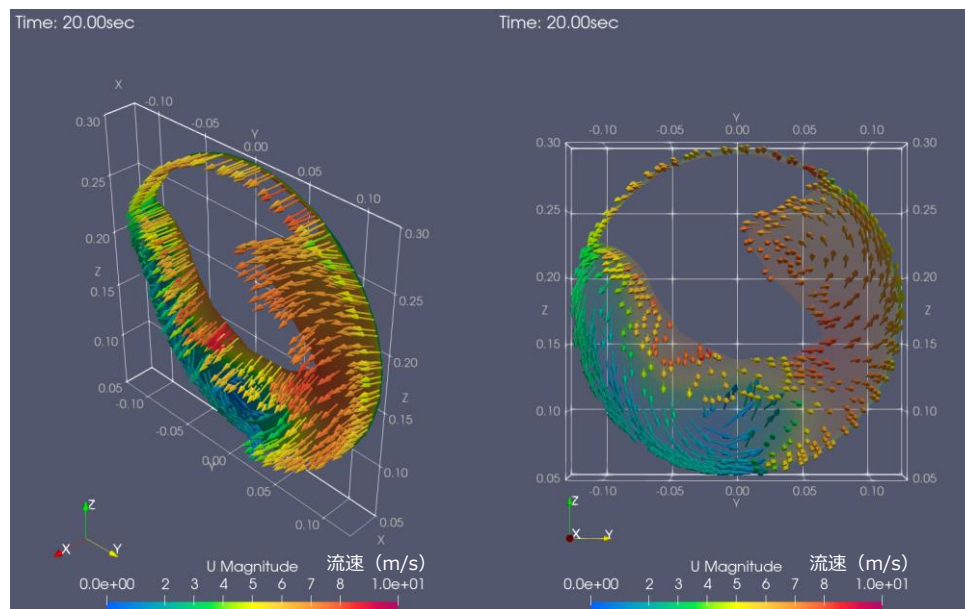 Time: 20.00sec
X
-0.10
-0.05
Y
0.00
0.05
0.10
0.30
0.30
0.25
0.25
0.20
0.20
Z
Z
0.15
0.15
0.10
0.10
0.05
0.05
-0.10
-0.05
0.00
Y
0.05
0.10
X
Z
X
Y
U Magnitude 流速（m/s）
0.0e+00 2 3 4 5 6 7 8 1.0e+01
Time: 20.00sec
-0.10 -0.05 Y 0.00 0.05 0.10
0.30 0.30
0.25 0.25
0.20 0.20
Z Z
0.15 0.15
0.10 0.10
0.05 0.05
-0.10 -0.05 0.00 0.05 0.10
Y
Z
X Y
U Magnitude 流速（m/s）
0.0e+00 2 3 4 5 6 7 8 1.0e+01